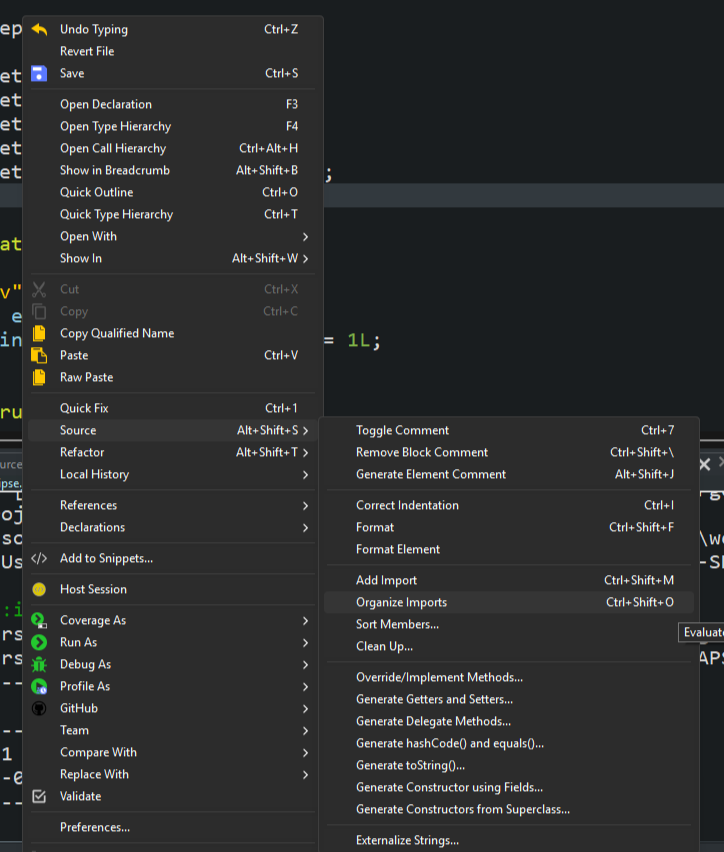 ep
Undo Typing Ctrl+Z
Revert File
Save Ctrl+S
et
et
et
et
et
;
Open Declaration F3
Open Type Hierarchy F4
Open Call Hierarchy Ctrl+Alt+H
Show in Breadcrumb Alt+Shift+B
Quick Outline Ctrl+O
Quick Type Hierarchy Ctrl+T
Open With
Show In Alt+Shift+W
at
v"
e
in
= 1L;
ru
Cut Ctrl+X
Copy Ctrl+C
Copy Qualified Name
Paste Ctrl+V
Raw Paste
Quick Fix Ctrl+1
Source Alt+Shift+S
Refactor Alt+Shift+T
Local History
References
Declarations
Add to Snippets...
Host Session
Coverage As
Run As
Debug As
Profile As
GitHub
Team
Compare With
Replace With
Validate
Preferences...
Toggle Comment Ctrl+7
Remove Block Comment Ctrl+Shift+\
Generate Element Comment Alt+Shift+J
Correct Indentation Ctrl+I
Format Ctrl+Shift+F
Format Element
Add Import Ctrl+Shift+M
Organize Imports Ctrl+Shift+O
Sort Members...
Clean Up...
Override/Implement Methods...
Generate Getters and Setters...
Generate Delegate Methods...
Generate hashCode() and equals()...
Generate toString()...
Generate Constructor using Fields...
Generate Constructors from Superclass...
Externalize Strings...
ource
ipse.
oj
sc
Us
:i
rs
rs
--
--
1
-0
--
\w
-S
Evaluate
APS